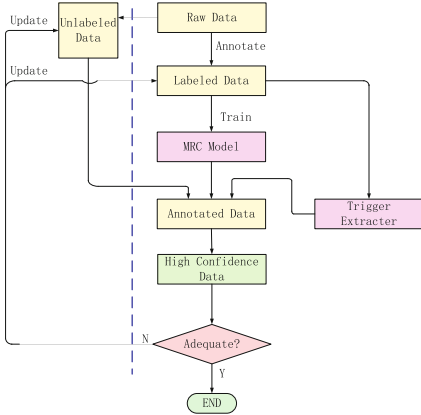 Update
Unlabeled
Data
Raw Data
Annotate
Update
Labeled Data
Train
MRC Model
Annotated Data
Trigger
Extracter
High Confidence
Data
N
Adequate?
Y
END